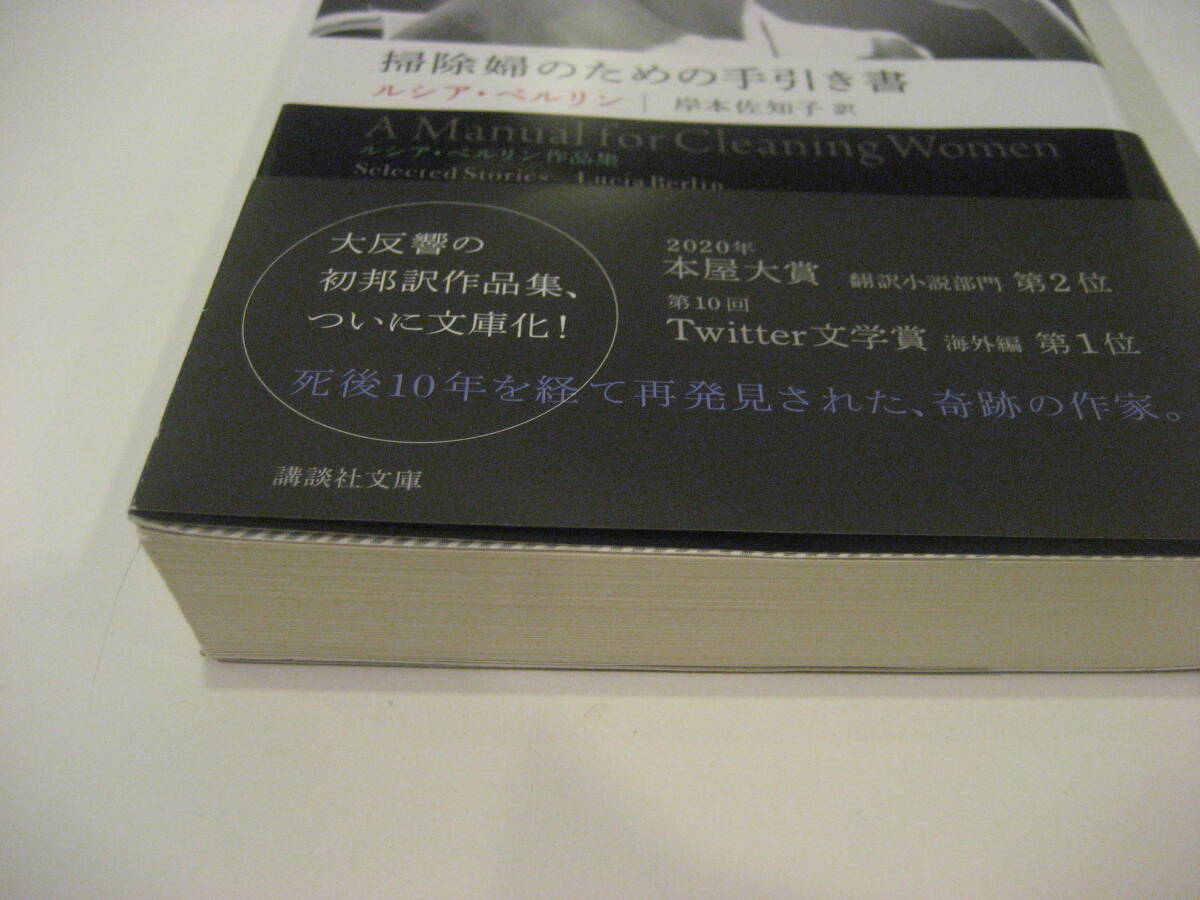 掃除婦のための手引き書
ルシア・ベルリン | 岸本佐知子 訳
A Manual for Cleaning Women
ルシア・ベルリン作品集
Selected Stories Lucia Berlin
大反響の
初邦訳作品集、
ついに文庫化!
2020年
本屋大賞 翻訳小説部門 第2位
第10回
Twitter文学賞 海外編 第1位
死後10年を経て再発見された、奇跡の作家。
講談社文庫